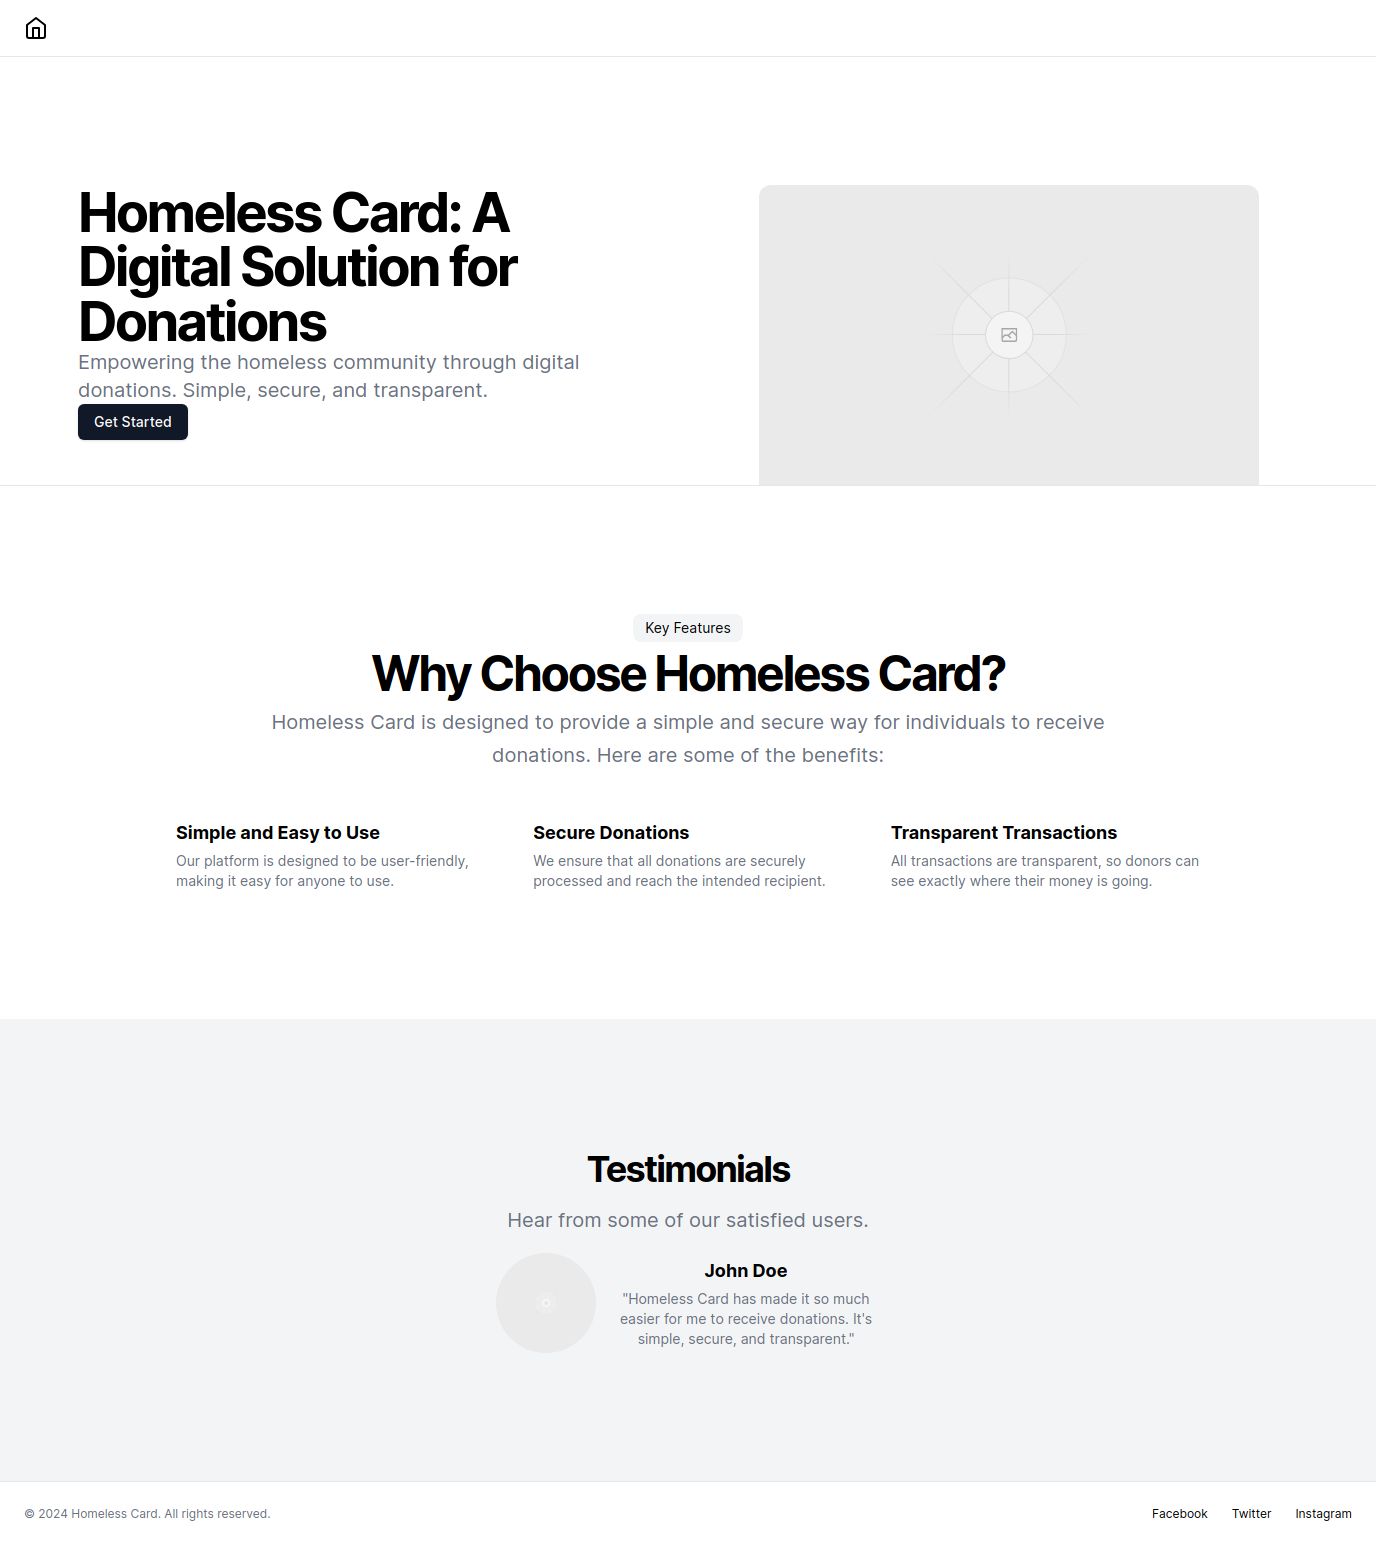 Homeless Card: A
Digital Solution for
Donations
Empowering the homeless community through digital
donations. Simple, secure, and transparent.
Get Started
Key Features
Why Choose Homeless Card?
Homeless Card is designed to provide a simple and secure way for individuals to receive
donations. Here are some of the benefits:
Simple and Easy to Use
Our platform is designed to be user-friendly,
making it easy for anyone to use.
Secure Donations
We ensure that all donations are securely
processed and reach the intended recipient.
Transparent Transactions
All transactions are transparent, so donors can
see exactly where their money is going.
Testimonials
Hear from some of our satisfied users.
John Doe
"Homeless Card has made it so much
easier for me to receive donations. It's
simple, secure, and transparent."
© 2024 Homeless Card. All rights reserved.
Facebook
Twitter
Instagram